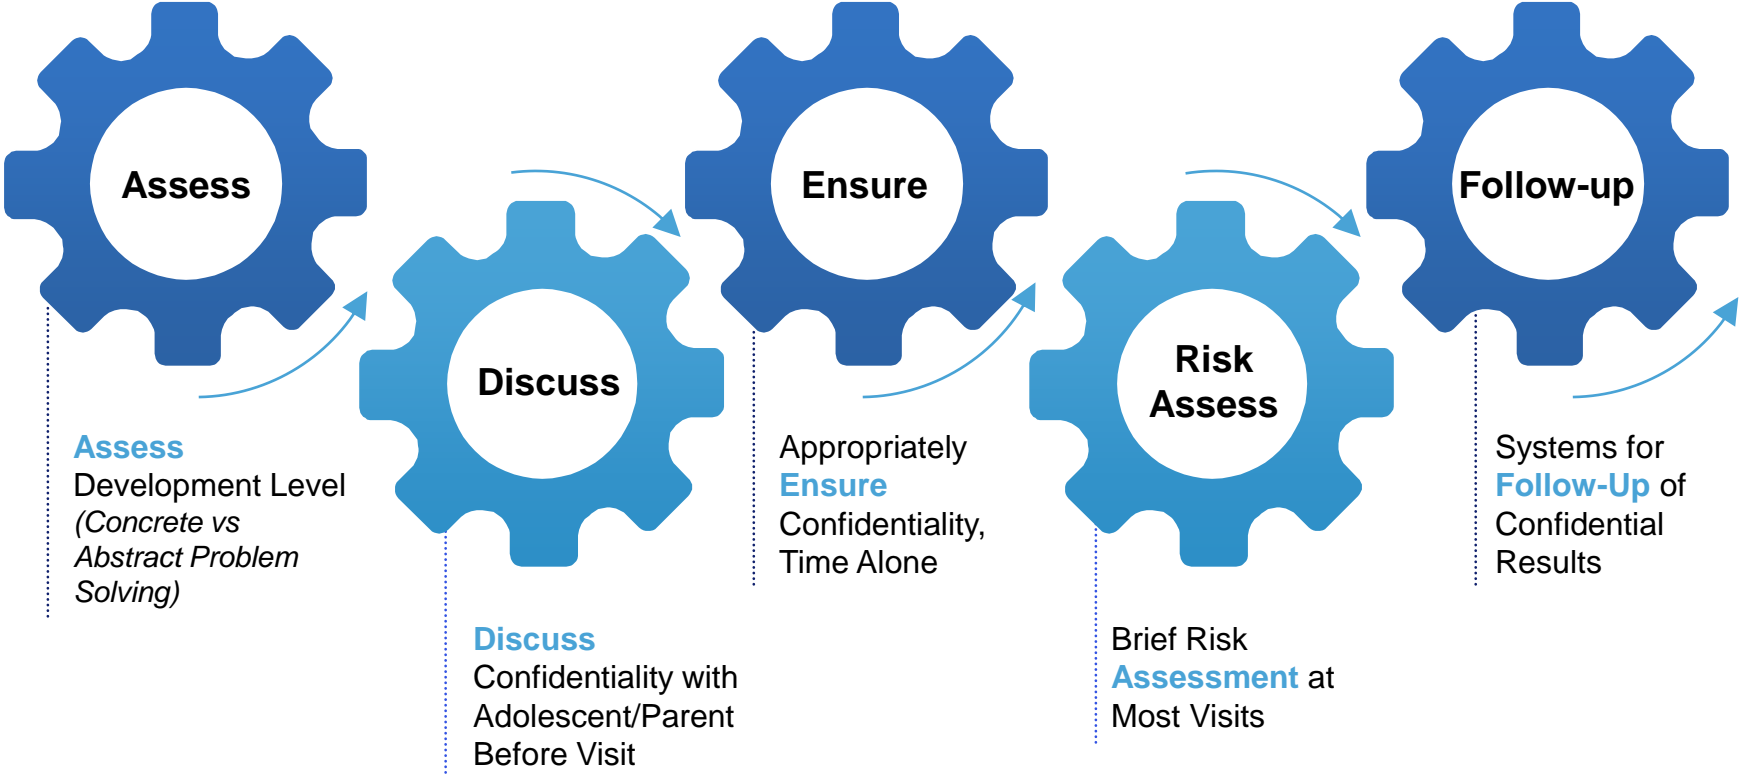 Assess
Discuss
Ensure
Risk
Assess
Follow-up
Assess
Development Level
(Concrete vs
Abstract Problem
Solving)
Discuss
Confidentiality with
Adolescent/Parent
Before Visit
Appropriately
Ensure
Confidentiality,
Time Alone
Brief Risk
Assessment at
Most Visits
Systems for
Follow-Up of
Confidential
Results